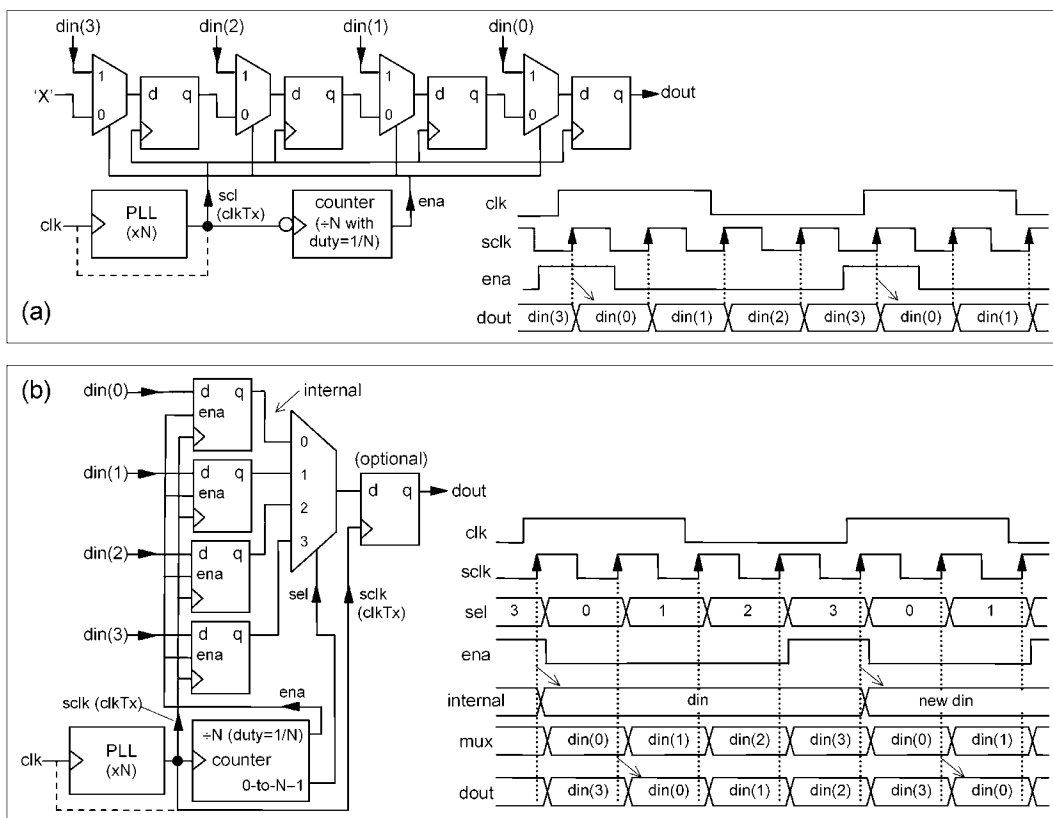 din(3) din(2) din(1) din(0)
1 1 1 1
'X' d q d q d q d q dout
0 0 0 0
clk PLL (xN)
scl (clkTx)
counter (÷N with duty=1/N)
ena
(a)
clk
sclk
ena
dout din(3) din(0) din(1) din(2) din(3) din(0) din(1)
(b)
din(0) d q
ena
internal
din(1) d q
ena
din(2) d q
ena
din(3) d q
ena
0
1
2
3
(optional)
d q dout
sel
sclk (clkTx)
sclk (clkTx)
ena
clk PLL (xN)
÷N (duty=1/N)
counter
0-to-N–1
clk
sclk
sel 3 0 1 2 3 0 1
ena
internal din new din
mux din(0) din(1) din(2) din(3) din(0) din(1)
dout din(3) din(0) din(1) din(2) din(3) din(0)